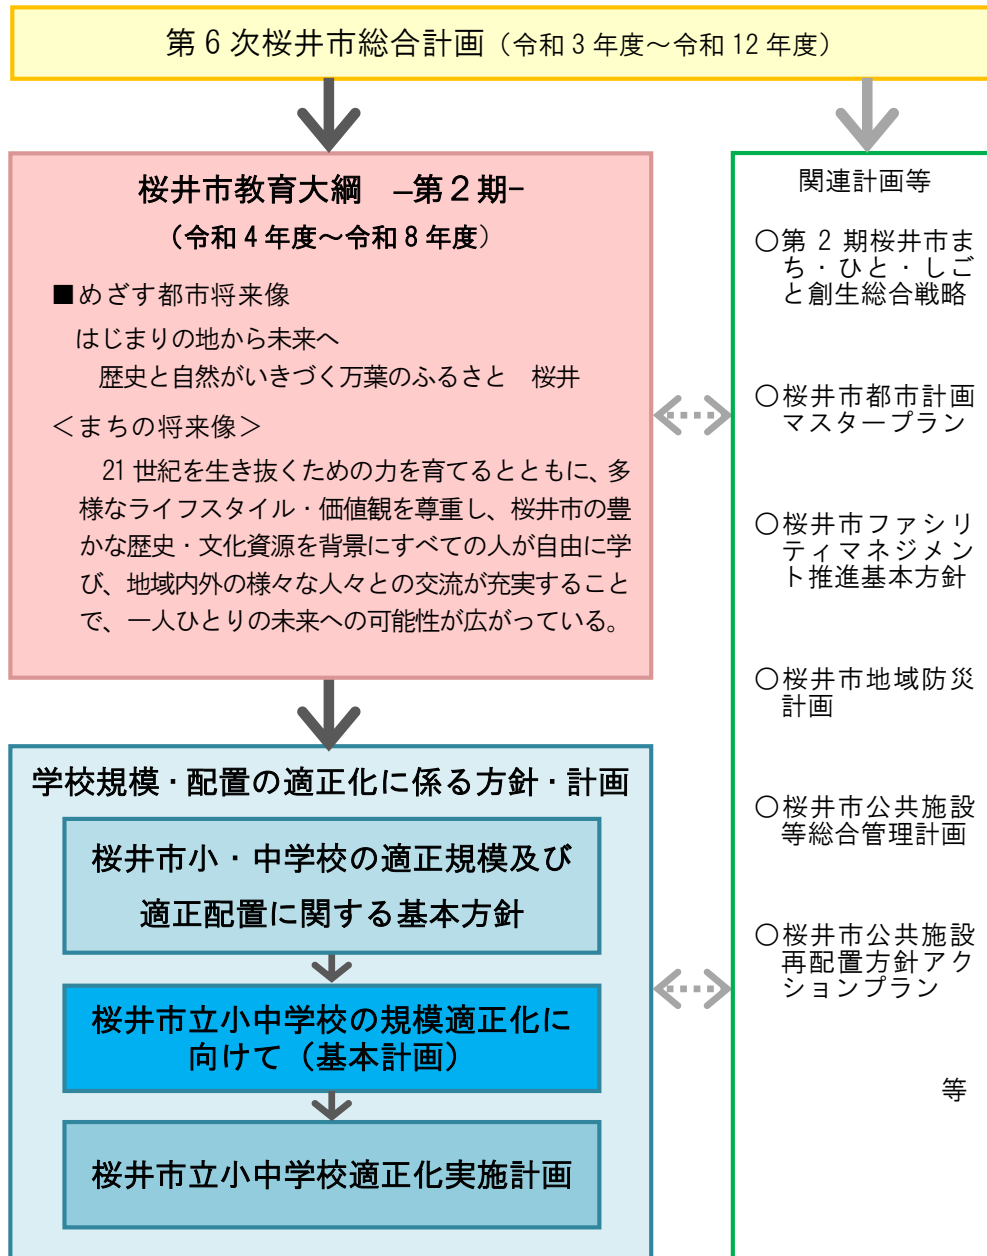 第６次桜井市総合計画（令和３年度～令和 12 年度）
桜井市教育大綱　–第２期–
（令和４年度～令和８年度）
■めざす都市将来像
はじまりの地から未来へ
歴史と自然がいきづく万葉のふるさと　桜井
＜まちの将来像＞
21 世紀を生き抜くための力を育てるとともに、多
様なライフスタイル・価値観を尊重し、桜井市の豊
かな歴史・文化資源を背景にすべての人が自由に学
び、地域内外の様々な人々との交流が充実すること
で、一人ひとりの未来への可能性が広がっている。
学校規模・配置の適正化に係る方針・計画
桜井市小・中学校の適正規模及び
適正配置に関する基本方針
桜井市立小中学校の規模適正化に
向けて（基本計画）
桜井市立小中学校適正化実施計画
関連計画等
〇第 2 期桜井市ま
ち・ひと・しご
と創生総合戦略
〇桜井市都市計画
マスタープラン
〇桜井市ファシリ
ティマネジメン
ト推進基本方針
〇桜井市地域防災
計画
〇桜井市公共施設
等総合管理計画
〇桜井市公共施設
再配置方針アク
ションプラン
等